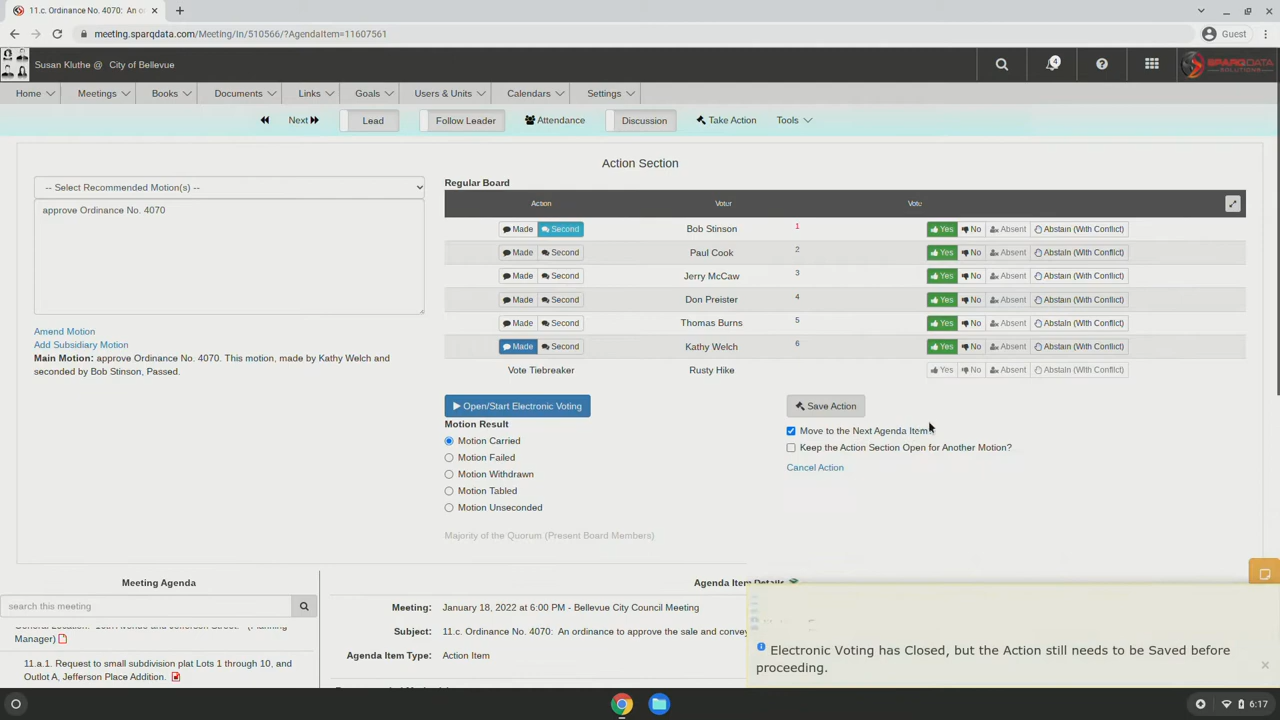 11.c. Ordinance No. 4070: An o
meeting.sparqdata.com/Meeting/In/510566/?AgendaItem=11607561
Guest
Susan Kluthe @ City of Bellevue
4
SPARQDATA
SOLUTIONS
Home Meetings Books Documents Links Goals Users & Units Calendars Settings
Next Lead Follow Leader Attendance Discussion Take Action Tools
Action Section
-- Select Recommended Motion(s) --
approve Ordinance No. 4070
Amend Motion
Add Subsidiary Motion
Main Motion: approve Ordinance No. 4070. This motion, made by Kathy Welch and
seconded by Bob Stinson, Passed.
Regular Board
Action Voter Vote
Made Second Bob Stinson 1 Yes No Absent Abstain (With Conflict)
Made Second Paul Cook 2 Yes No Absent Abstain (With Conflict)
Made Second Jerry McCaw 3 Yes No Absent Abstain (With Conflict)
Made Second Don Preister 4 Yes No Absent Abstain (With Conflict)
Made Second Thomas Burns 5 Yes No Absent Abstain (With Conflict)
Made Second Kathy Welch 6 Yes No Absent Abstain (With Conflict)
Vote Tiebreaker Rusty Hike Yes No Absent Abstain (With Conflict)
Open/Start Electronic Voting
Motion Result
Motion Carried
Motion Failed
Motion Withdrawn
Motion Tabled
Motion Unseconded
Majority of the Quorum (Present Board Members)
Save Action
Move to the Next Agenda Item
Keep the Action Section Open for Another Motion?
Cancel Action
Meeting Agenda
search this meeting
Manager)
11.a.1. Request to small subdivision plat Lots 1 through 10, and
Outlot A, Jefferson Place Addition.
Agenda Item Details
Meeting: January 18, 2022 at 6:00 PM - Bellevue City Council Meeting
Subject: 11.c. Ordinance No. 4070: An ordinance to approve the sale and convey
Agenda Item Type: Action Item
Electronic Voting has Closed, but the Action still needs to be Saved before
proceeding.
6:17